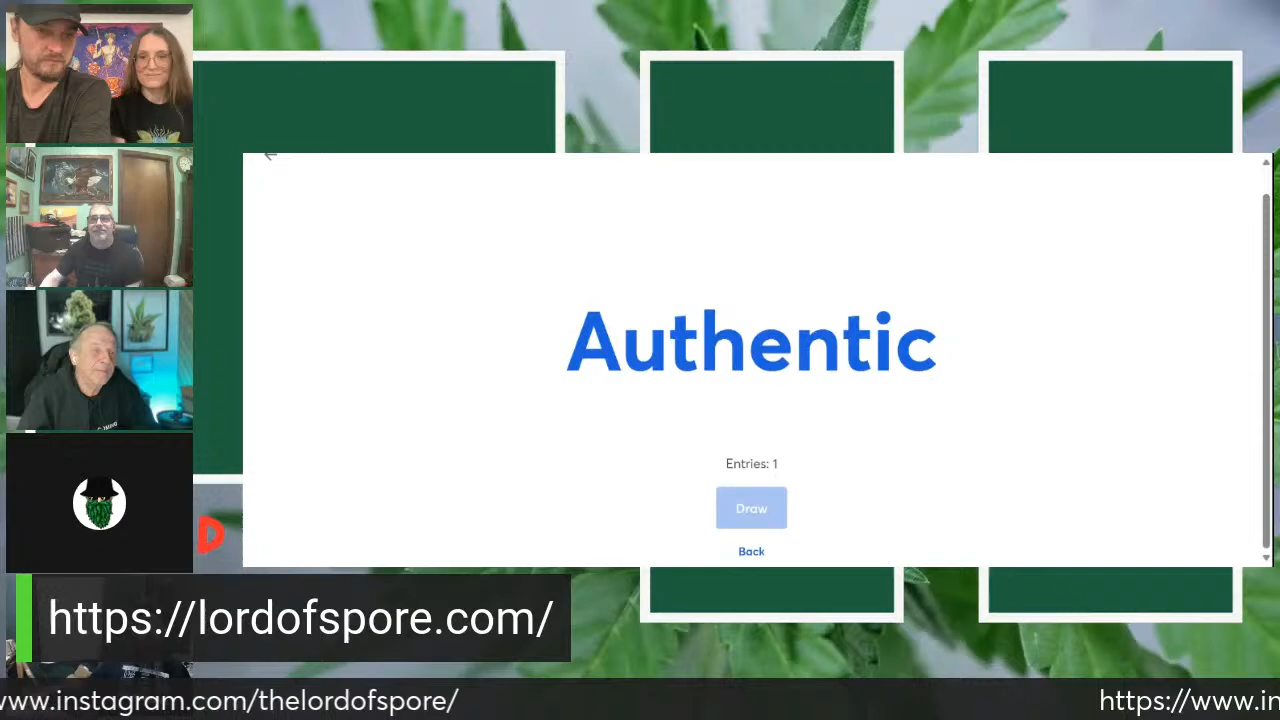 Authentic
Entries: 1
Draw
Back
https://lordofspore.com/
www.instagram.com/thelordofspore/
https://www.in